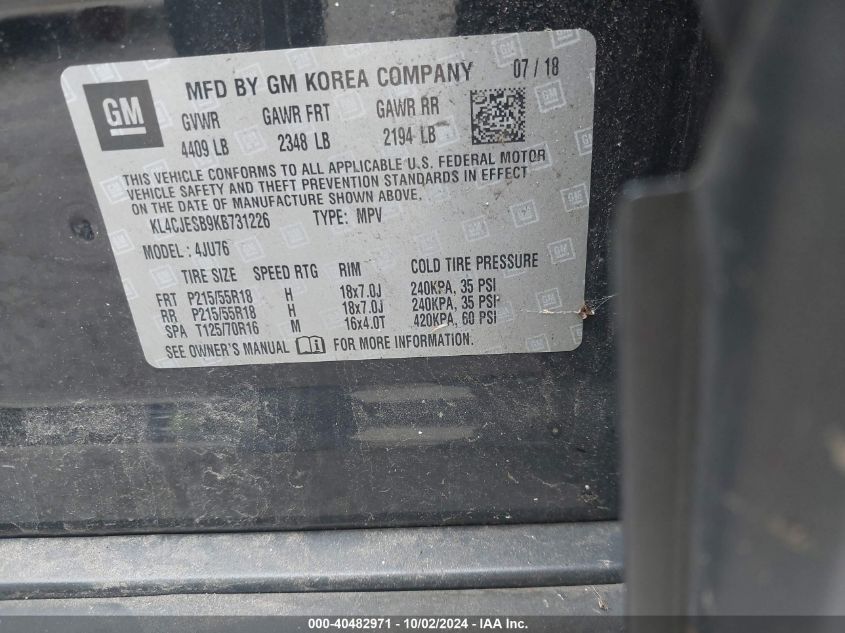 GM
MFD BY GM KOREA COMPANY 07 / 18
GVWR GAWR FRT GAWR RR
4409 LB 2348 LB 2194 LB
THIS VEHICLE CONFORMS TO ALL APPLICABLE U.S. FEDERAL MOTOR
VEHICLE SAFETY AND THEFT PREVENTION STANDARDS IN EFFECT
ON THE DATE OF MANUFACTURE SHOWN ABOVE.
KL4CJESB9KB731226 TYPE: MPV
MODEL: 4JU76
TIRE SIZE SPEED RTG RIM COLD TIRE PRESSURE
FRT P215/55R18 H 18x7.0J 240KPA, 35 PSI
RR P215/55R18 H 18x7.0J 240KPA, 35 PSI
SPA T125/70R16 M 16x4.0T 420KPA, 60 PSI
SEE OWNER'S MANUAL FOR MORE INFORMATION.
000-40482971 - 10/02/2024 - IAA Inc.